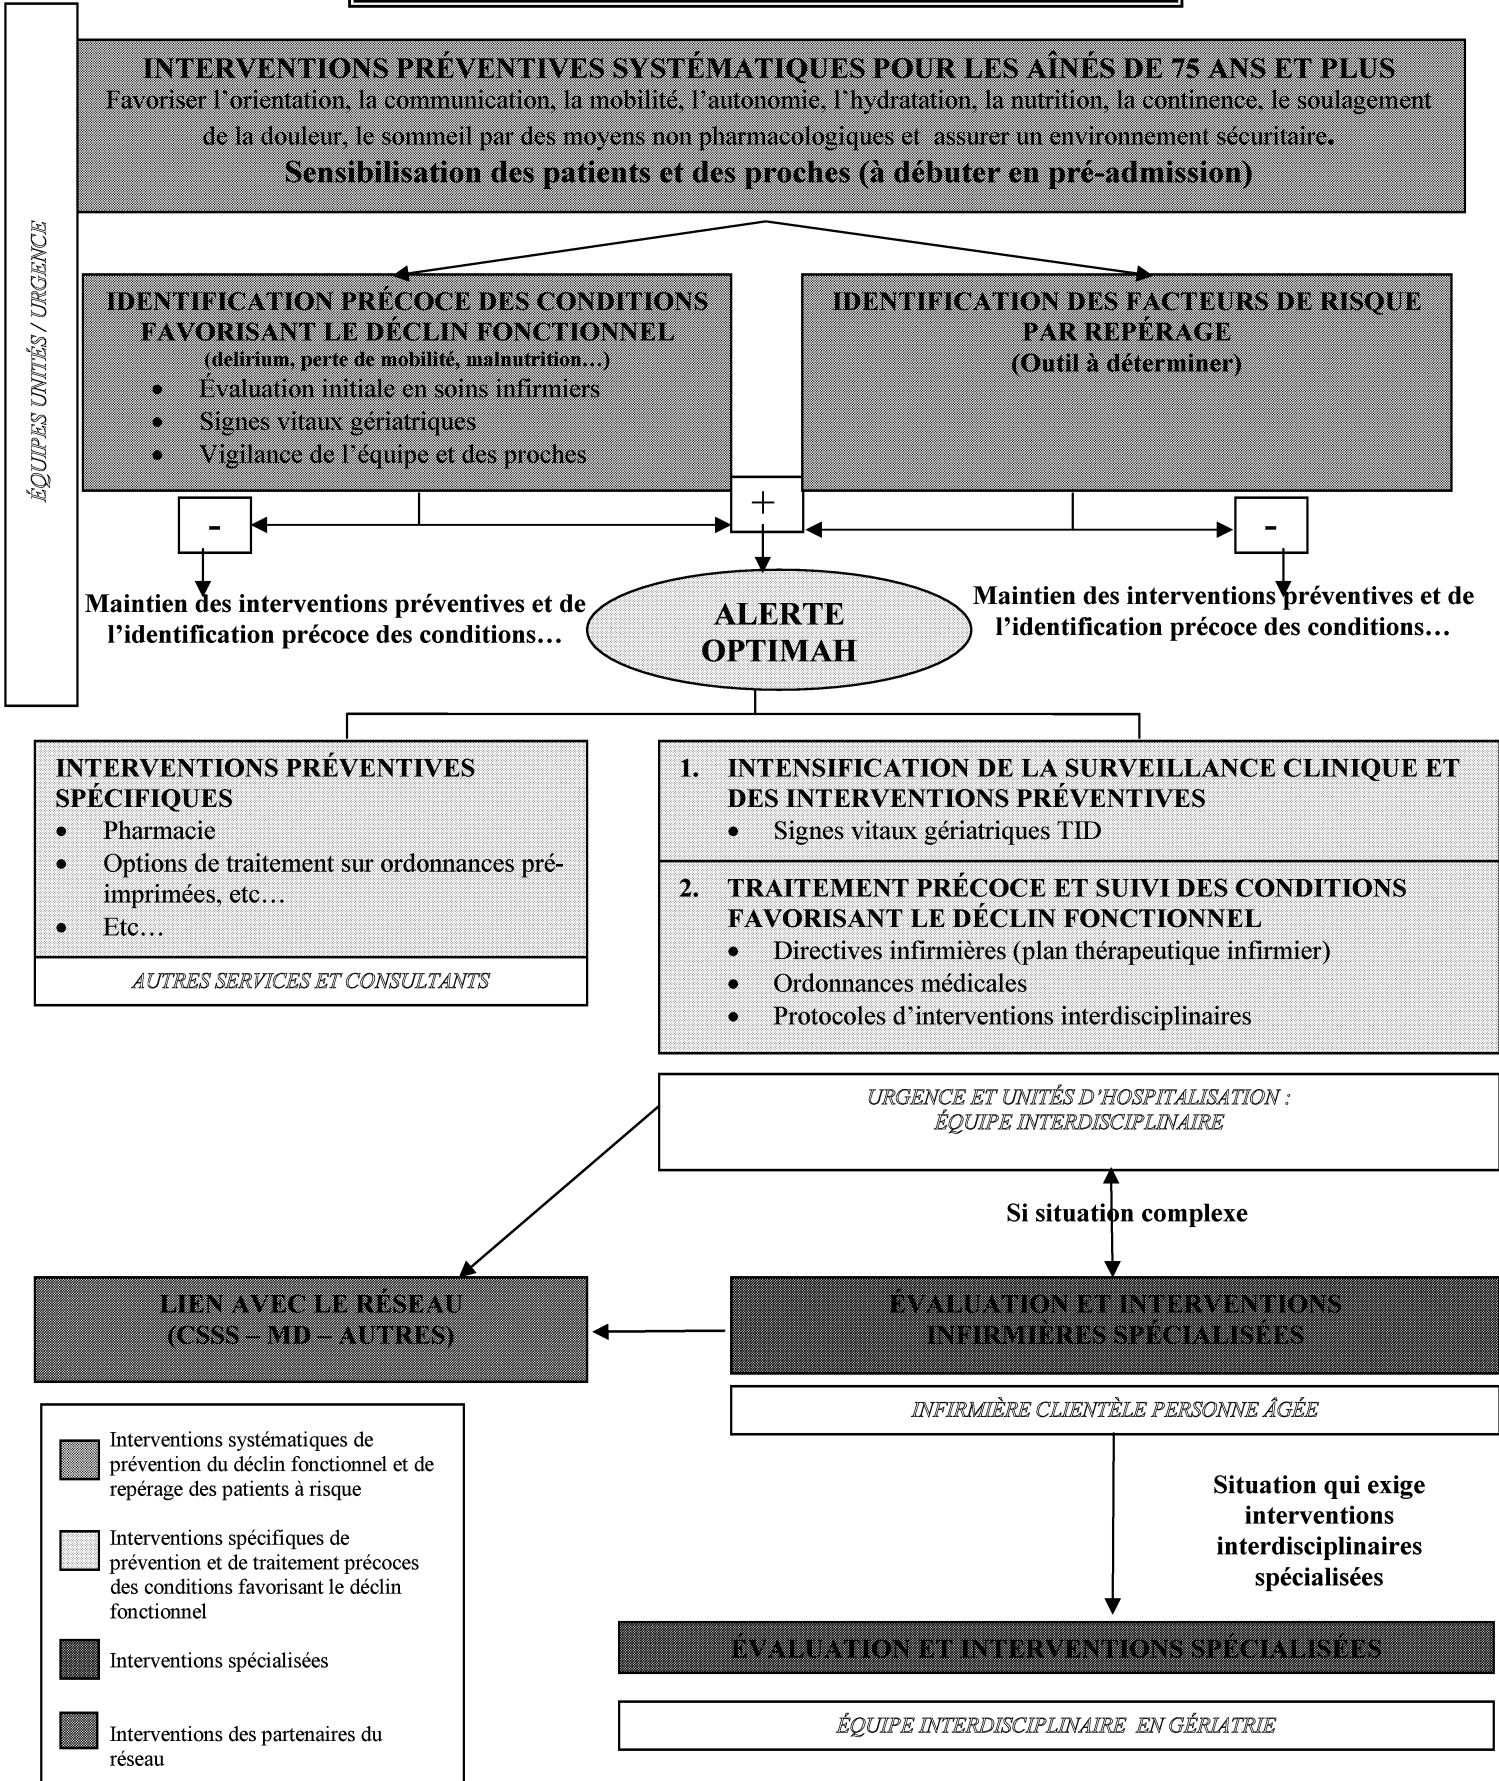 INTERVENTIONS PRÉVENTIVES SYSTÉMATIQUES POUR LES AÎNÉS DE 75 ANS ET PLUS
Favoriser l'orientation, la communication, la mobilité, l'autonomie, l'hydratation, la nutrition, la continence, le soulagement
de la douleur, le sommeil par des moyens non pharmacologiques et assurer un environnement sécuritaire.
Sensibilisation des patients et des proches (à débuter en pré-admission)
ÉQUIPES UNITÉS / URGENCE
IDENTIFICATION PRÉCOCE DES CONDITIONS
FAVORISANT LE DÉCLIN FONCTIONNEL
(delirium, perte de mobilité, malnutrition…)
• Évaluation initiale en soins infirmiers
• Signes vitaux gériatriques
• Vigilance de l'équipe et des proches
IDENTIFICATION DES FACTEURS DE RISQUE
PAR REPÉRAGE
(Outil à déterminer)
-
+
-
Maintien des interventions préventives et de
l'identification précoce des conditions…
ALERTE
OPTIMAH
Maintien des interventions préventives et de
l'identification précoce des conditions…
INTERVENTIONS PRÉVENTIVES
SPÉCIFIQUES
• Pharmacie
• Options de traitement sur ordonnances pré-
imprimées, etc…
• Etc…
AUTRES SERVICES ET CONSULTANTS
1. INTENSIFICATION DE LA SURVEILLANCE CLINIQUE ET
DES INTERVENTIONS PRÉVENTIVES
• Signes vitaux gériatriques TID
2. TRAITEMENT PRÉCOCE ET SUIVI DES CONDITIONS
FAVORISANT LE DÉCLIN FONCTIONNEL
• Directives infirmières (plan thérapeutique infirmier)
• Ordonnances médicales
• Protocoles d'interventions interdisciplinaires
URGENCE ET UNITÉS D'HOSPITALISATION :
ÉQUIPE INTERDISCIPLINAIRE
Si situation complexe
LIEN AVEC LE RÉSEAU
(CSSS – MD – AUTRES)
ÉVALUATION ET INTERVENTIONS
INFIRMIÈRES SPÉCIALISÉES
INFIRMIÈRE CLIENTÈLE PERSONNE ÂGÉE
Situation qui exige
interventions
interdisciplinaires
spécialisées
ÉVALUATION ET INTERVENTIONS SPÉCIALISÉES
ÉQUIPE INTERDISCIPLINAIRE EN GÉRIATRIE
Interventions systématiques de
prévention du déclin fonctionnel et de
repérage des patients à risque
Interventions spécifiques de
prévention et de traitement précoces
des conditions favorisant le déclin
fonctionnel
Interventions spécialisées
Interventions des partenaires du
réseau